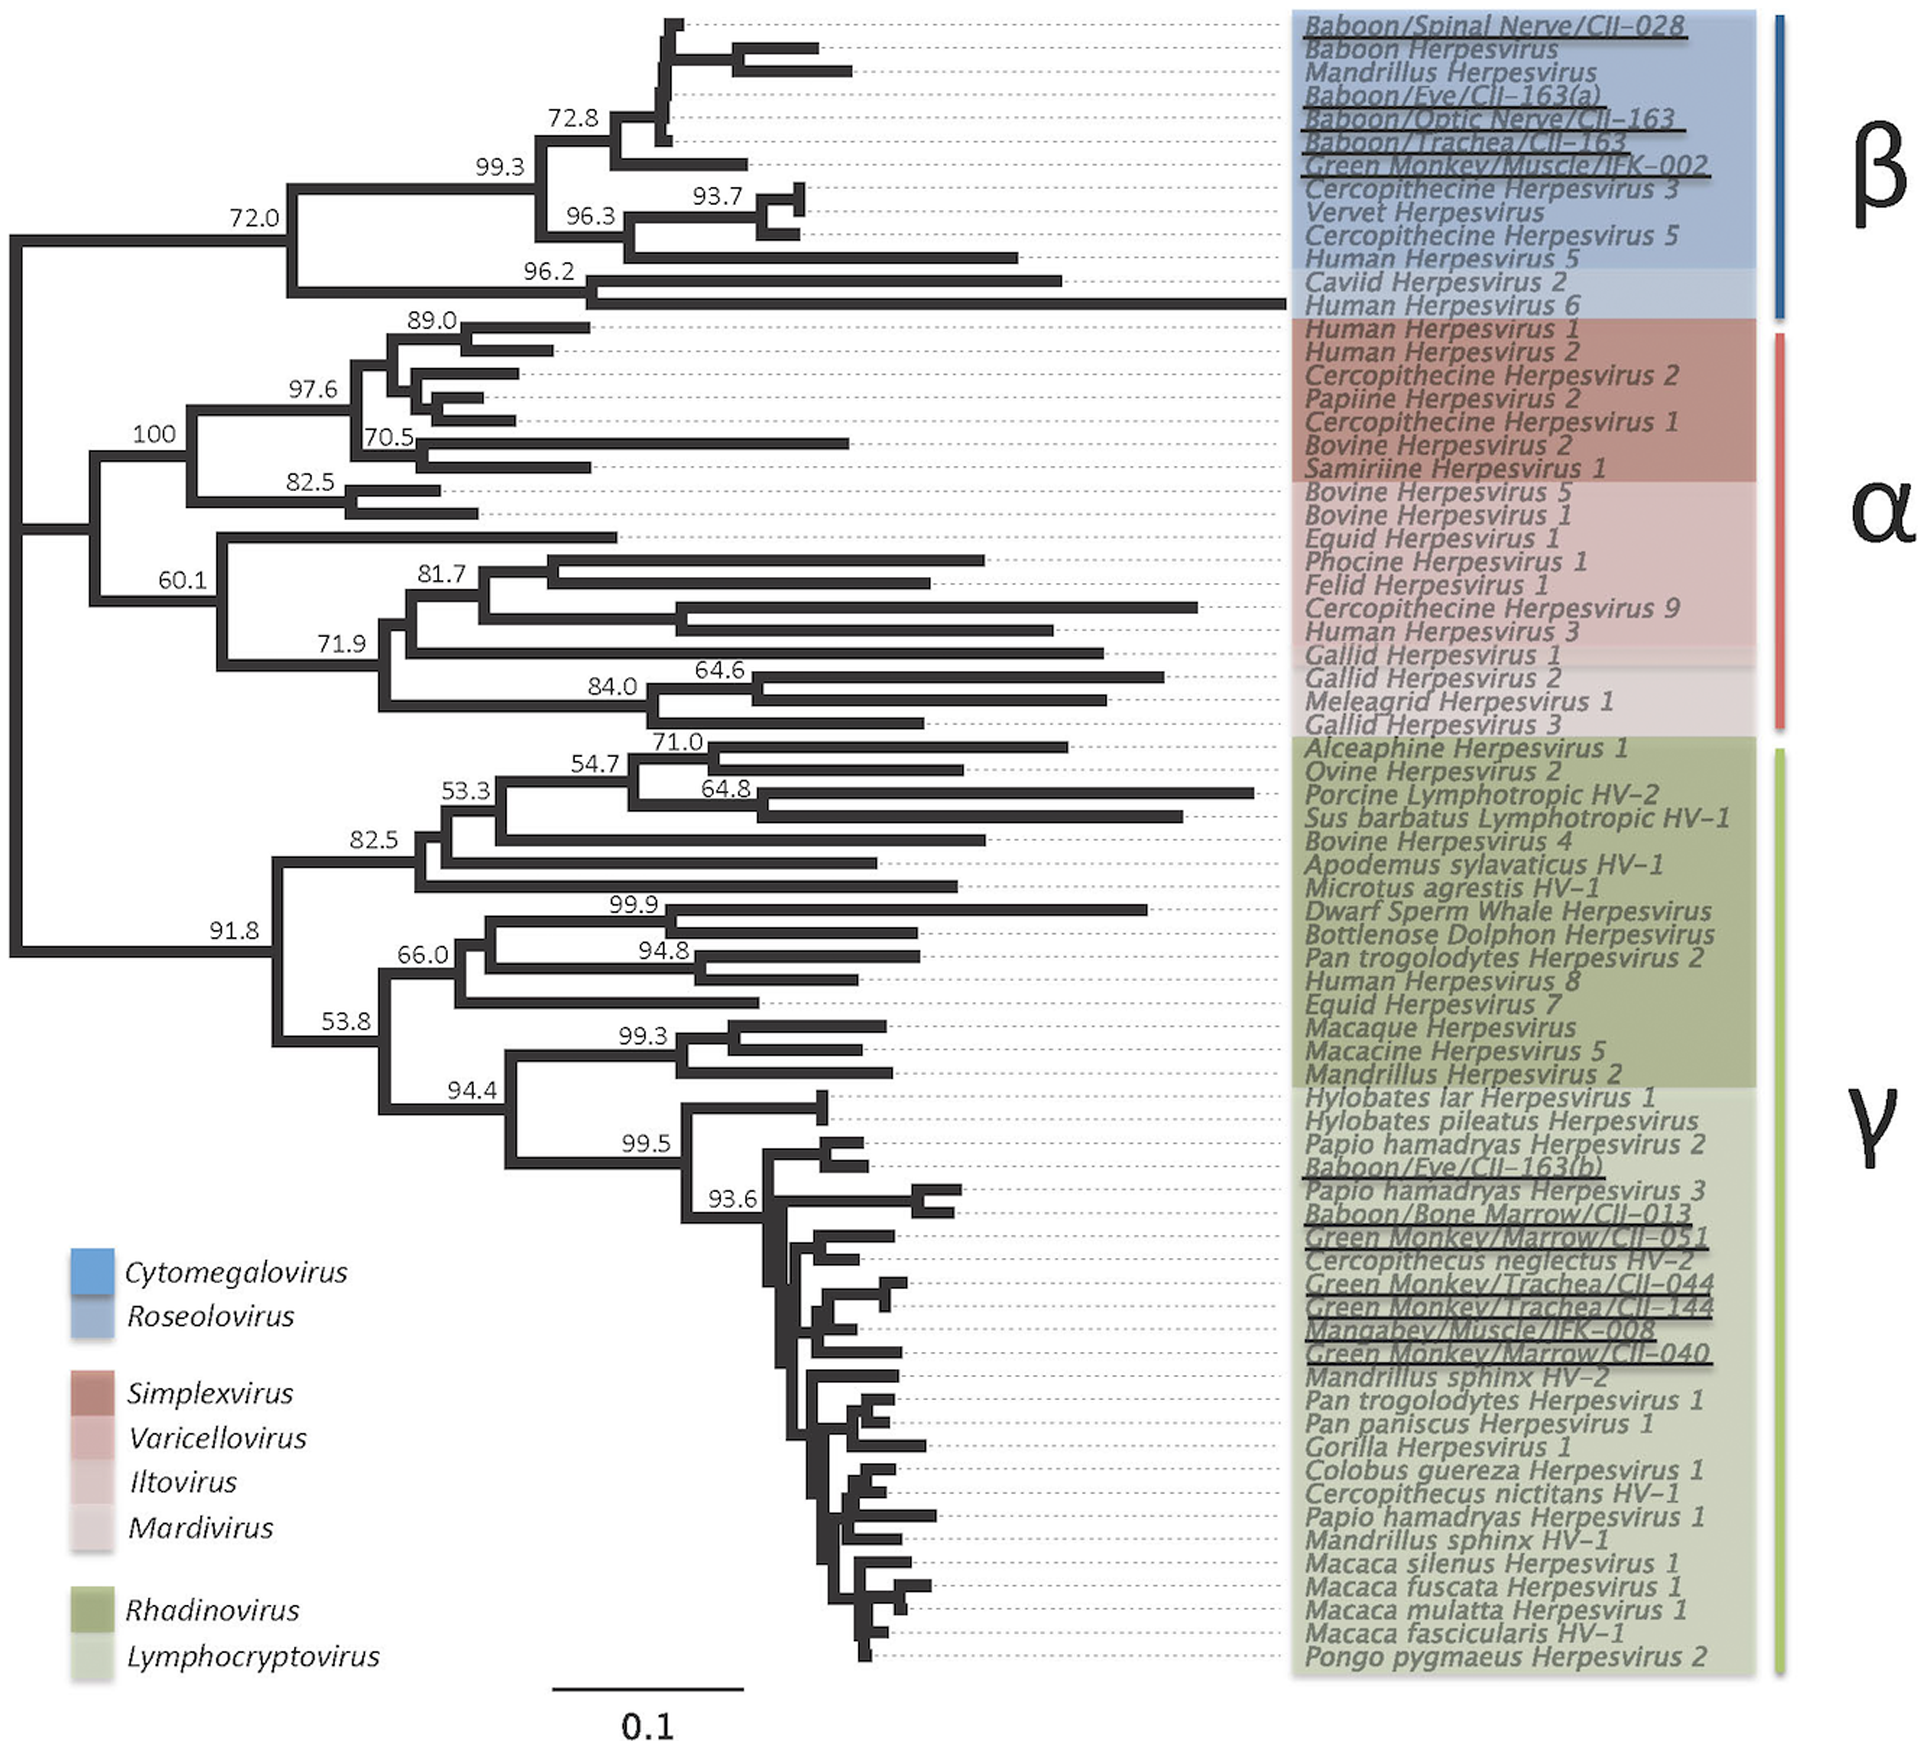 Baboon/Spinal Nerve/CII-028
Baboon Herpesvirus
Mandrillus Herpesvirus
Baboon/Eye/CII-163(a)
72.8
Baboon/Optic Nerve/CII-163
Baboon/Trachea/CII-163
99.3
Green Monkey/Muscle/IFK-002
β
93.7
Cercopithecine Herpesvirus 3
72.0
96.3
Vervet Herpesvirus
Cercopithecine Herpesvirus 5
Human Herpesvirus 5
96.2
Caviid Herpesvirus 2
Human Herpesvirus 6
89.0
Human Herpesvirus 1
Human Herpesvirus 2
97.6
Cercopithecine Herpesvirus 2
Papiine Herpesvirus 2
Cercopithecine Herpesvirus 1
100
70.5
Bovine Herpesvirus 2
Samiriine Herpesvirus 1
82.5
Bovine Herpesvirus 5
α
Bovine Herpesvirus 1
Equid Herpesvirus 1
60.1
81.7
Phocine Herpesvirus 1
Felid Herpesvirus 1
Cercopithecine Herpesvirus 9
71.9
Human Herpesvirus 3
Gallid Herpesvirus 1
84.0
64.6
Gallid Herpesvirus 2
Meleagrid Herpesvirus 1
Gallid Herpesvirus 3
71.0
Alceaphine Herpesvirus 1
54.7
Ovine Herpesvirus 2
53.3
64.8
Porcine Lymphotropic HV-2
Sus barbatus Lymphotropic HV-1
82.5
Bovine Herpesvirus 4
Apodemus sylavaticus HV-1
Microtus agrestis HV-1
99.9
Dwarf Sperm Whale Herpesvirus
91.8
Bottlenose Dolphon Herpesvirus
66.0
94.8
Pan trogolodytes Herpesvirus 2
Human Herpesvirus 8
Equid Herpesvirus 7
53.8
99.3
Macaque Herpesvirus
Macacine Herpesvirus 5
Mandrillus Herpesvirus 2
94.4
Hylobates lar Herpesvirus 1
γ
Hylobates pileatus Herpesvirus
99.5
Papio hamadryas Herpesvirus 2
Baboon/Eye/CII-163(b)
93.6
Papio hamadryas Herpesvirus 3
Baboon/Bone Marrow/CII-013
Green Monkey/Marrow/CII-051
Cercopithecus neglectus HV-2
Green Monkey/Trachea/CII-044
Green Monkey/Trachea/CII-144
Mangabey/Muscle/IFK-008
Green Monkey/Marrow/CII-040
Mandrillus sphinx HV-2
Pan trogolodytes Herpesvirus 1
Pan paniscus Herpesvirus 1
Gorilla Herpesvirus 1
Colobus guereza Herpesvirus 1
Cercopithecus nictitans HV-1
Papio hamadryas Herpesvirus 1
Mandrillus sphinx HV-1
Macaca silenus Herpesvirus 1
Macaca fuscata Herpesvirus 1
Macaca mulatta Herpesvirus 1
Macaca fascicularis HV-1
Pongo pygmaeus Herpesvirus 2
Cytomegalovirus
Roseolovirus
Simplexvirus
Varicellovirus
Iltovirus
Mardivirus
Rhadinovirus
Lymphocryptovirus
0.1